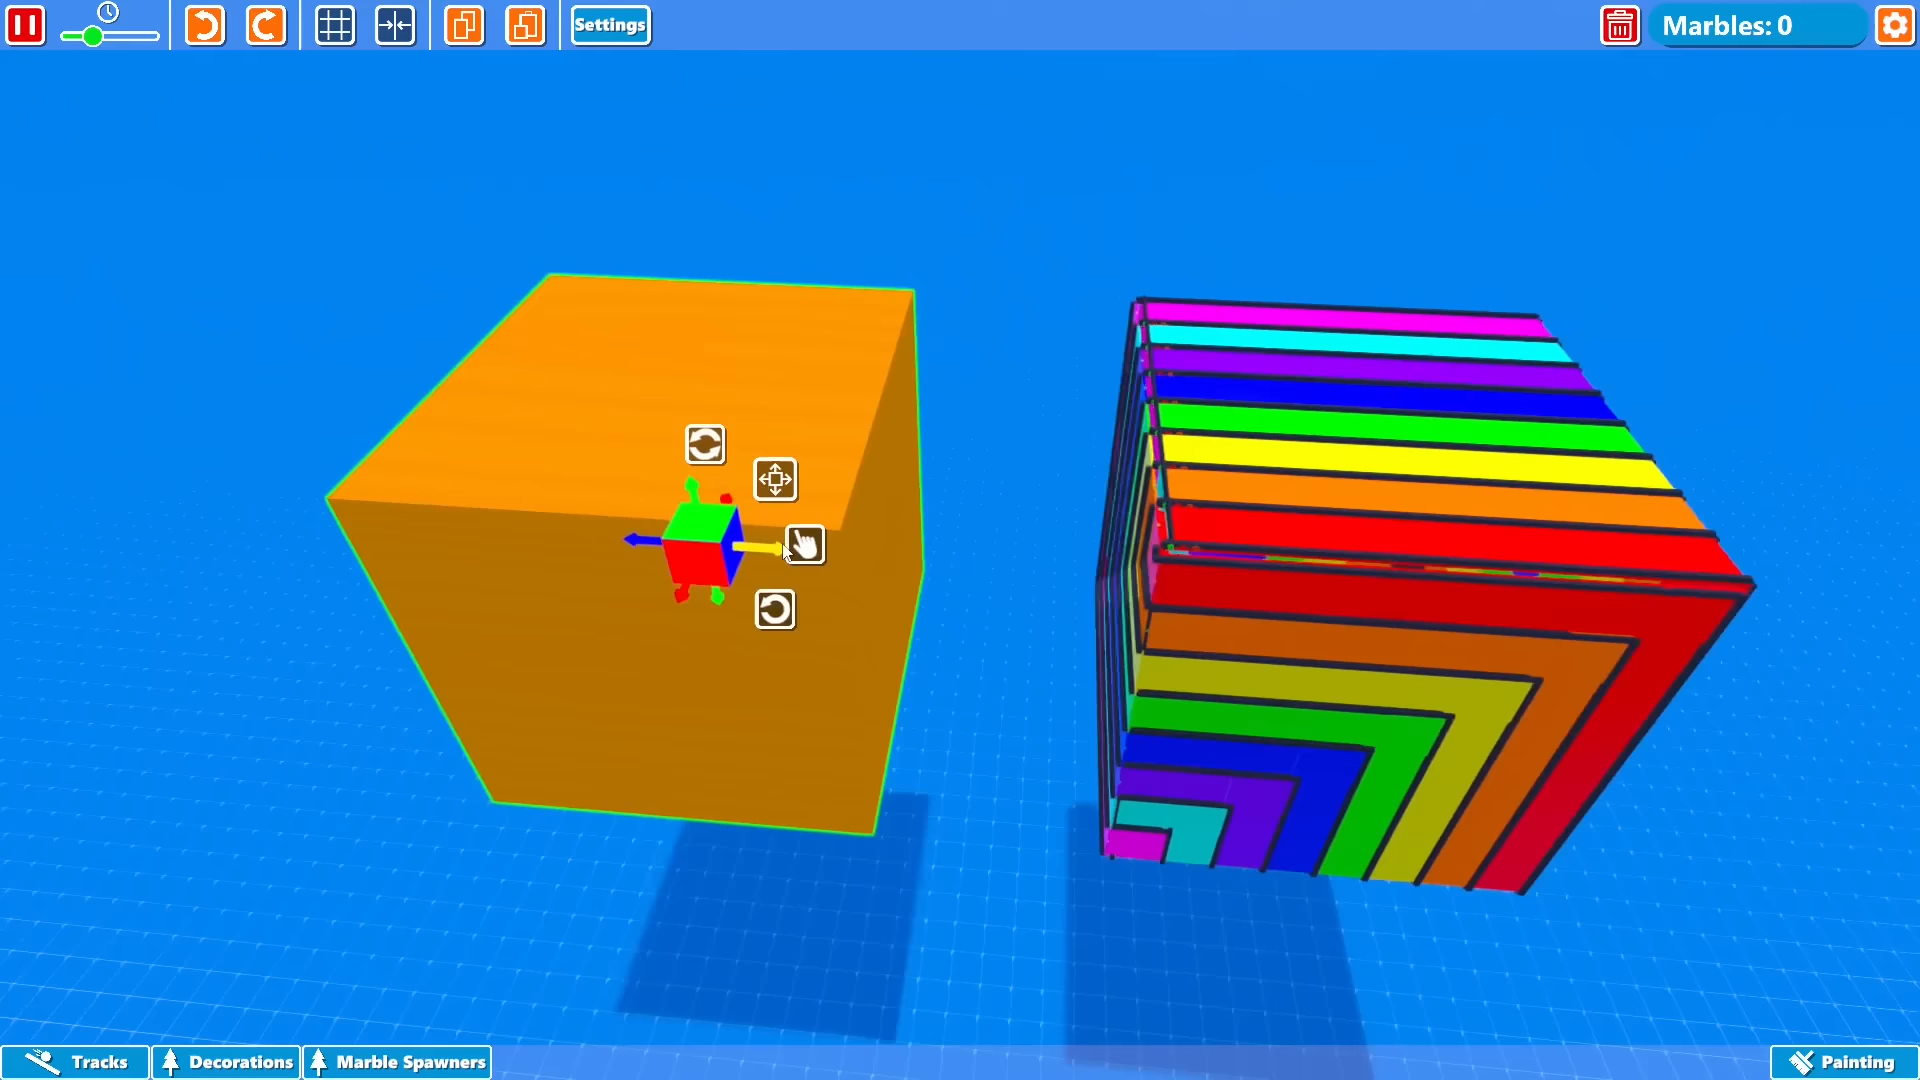 Settings
Marbles: 0
Tracks
Decorations
Marble Spawners
Painting